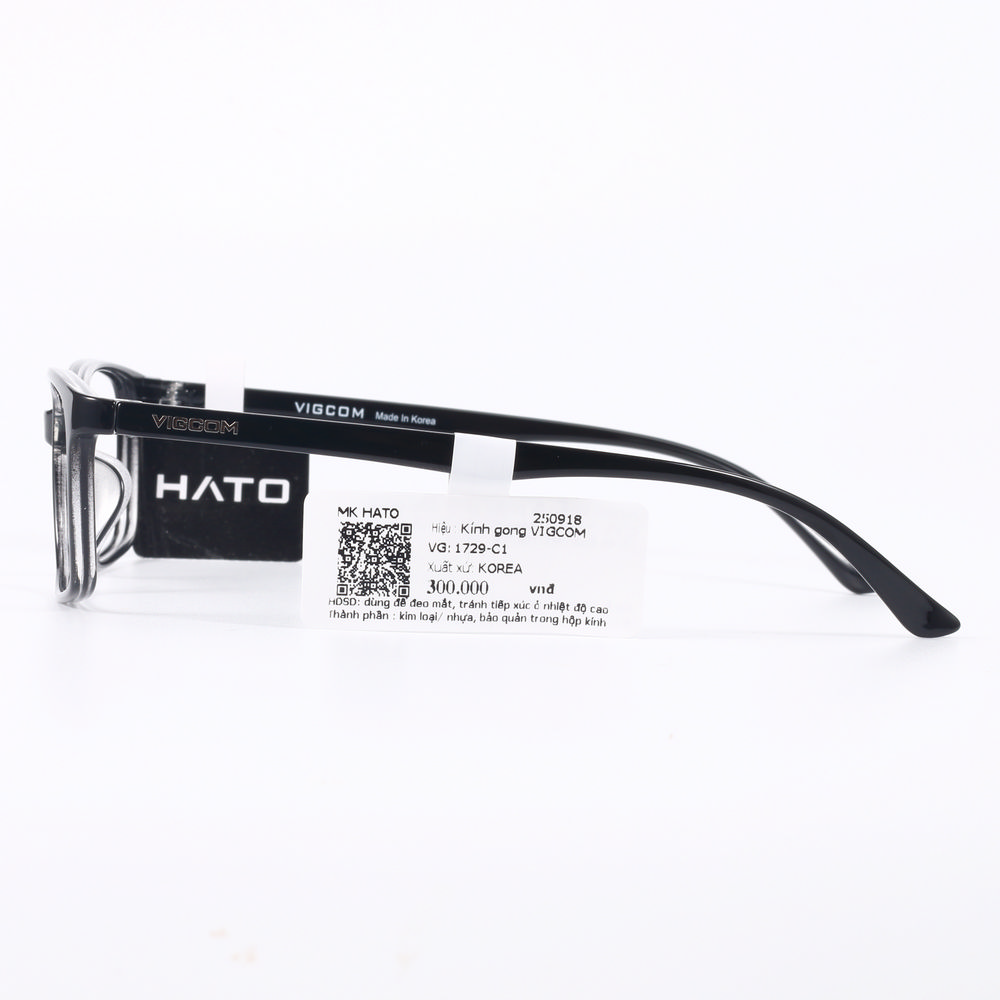 VIGCOM Made In Korea
VIGCOM
HATO
MK HATO 250918
Hiệu: Kính gọng VIGCOM
VG: 1729-C1
Xuất xứ: KOREA
300.000 vnđ
HDSD: dùng để đeo mắt, tránh tiếp xúc ở nhiệt độ cao
Thành phần : kim loại/ nhựa, bảo quản trong hộp kính